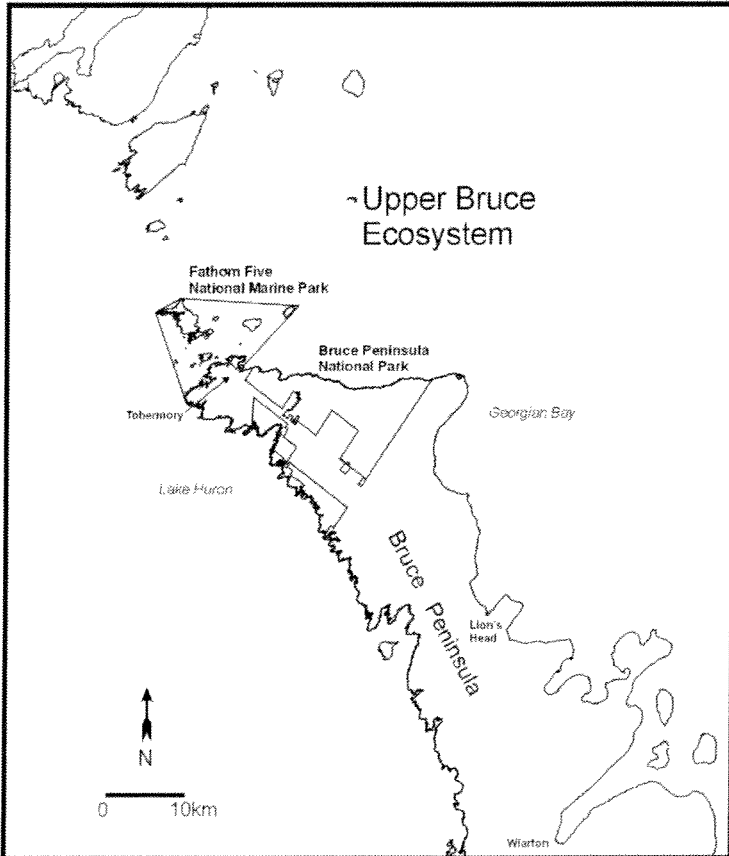 Upper Bruce
Ecosystem
Fathom Five
National Marine Park
Bruce Peninsula
National Park
Tobermory
Georgian Bay
Lake Huron
Bruce Peninsula
Lion's
Head
N
0 10km
Wiarton